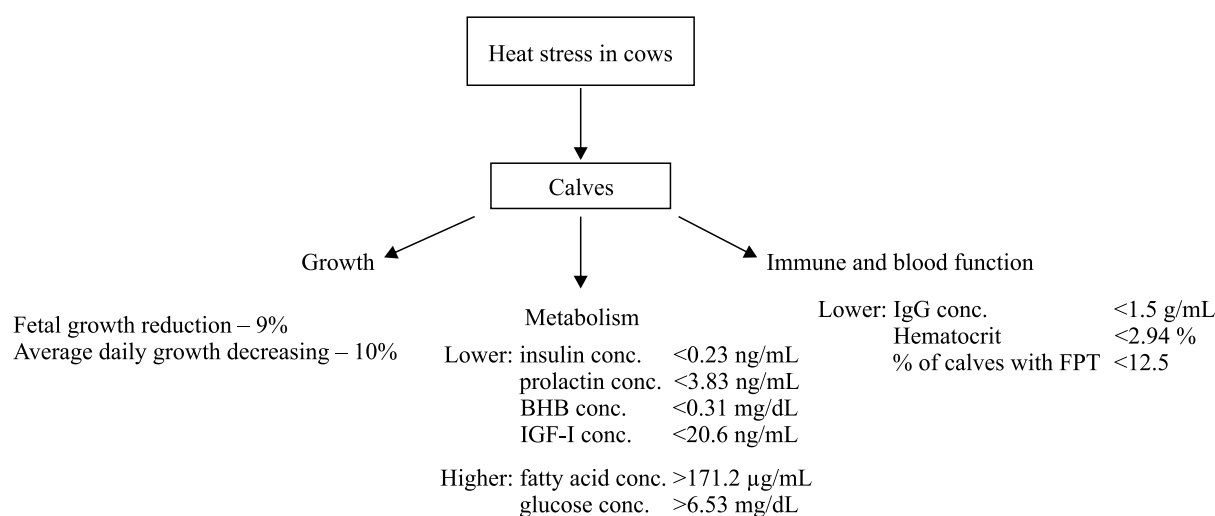 Heat stress in cows
Calves
Growth
Fetal growth reduction – 9%
Average daily growth decreasing – 10%
Metabolism
Lower: insulin conc. <0.23 ng/mL
prolactin conc. <3.83 ng/mL
BHB conc. <0.31 mg/dL
IGF-I conc. <20.6 ng/mL
Higher: fatty acid conc. >171.2 µg/mL
glucose conc. >6.53 mg/dL
Immune and blood function
Lower: IgG conc. <1.5 g/mL
Hematocrit <2.94 %
% of calves with FPT <12.5